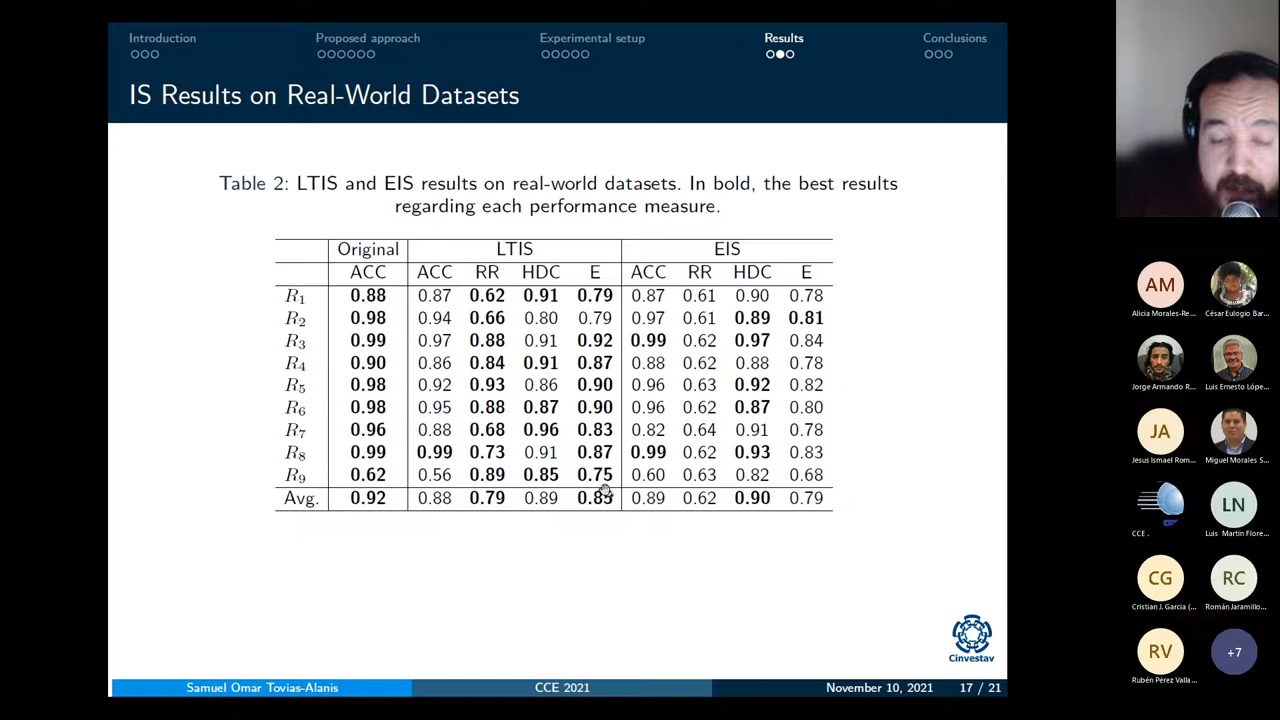 Introduction Proposed approach Experimental setup Results Conclusions
IS Results on Real-World Datasets
Table 2: LTIS and EIS results on real-world datasets. In bold, the best results
regarding each performance measure.
Original LTIS EIS
ACC ACC RR HDC E ACC RR HDC E
R1 0.88 0.87 0.62 0.91 0.79 0.87 0.61 0.90 0.78
R2 0.98 0.94 0.66 0.80 0.79 0.97 0.61 0.89 0.81
R3 0.99 0.97 0.88 0.91 0.92 0.99 0.62 0.97 0.84
R4 0.90 0.86 0.84 0.91 0.87 0.88 0.62 0.88 0.78
R5 0.98 0.92 0.93 0.86 0.90 0.96 0.63 0.92 0.82
R6 0.98 0.95 0.88 0.87 0.90 0.96 0.62 0.87 0.80
R7 0.96 0.88 0.68 0.96 0.83 0.82 0.64 0.91 0.78
R8 0.99 0.99 0.73 0.91 0.87 0.99 0.62 0.93 0.83
R9 0.62 0.56 0.89 0.85 0.75 0.60 0.63 0.82 0.68
Avg. 0.92 0.88 0.79 0.89 0.85 0.89 0.62 0.90 0.79
Cinvestav
Samuel Omar Tovias-Alanis CCE 2021 November 10, 2021 17 / 21
AM
Alicia Morales-Re... César Eulogio Bar...
Jorge Armando R... Luis Ernesto Lópe...
JA
Jesus Ismael Rom... Miguel Morales S...
LN
CCE . Luis Martin Flore...
CG RC
Cristian J. Garcia (... Román Jaramillo...
RV +7
Rubén Pérez Valla...